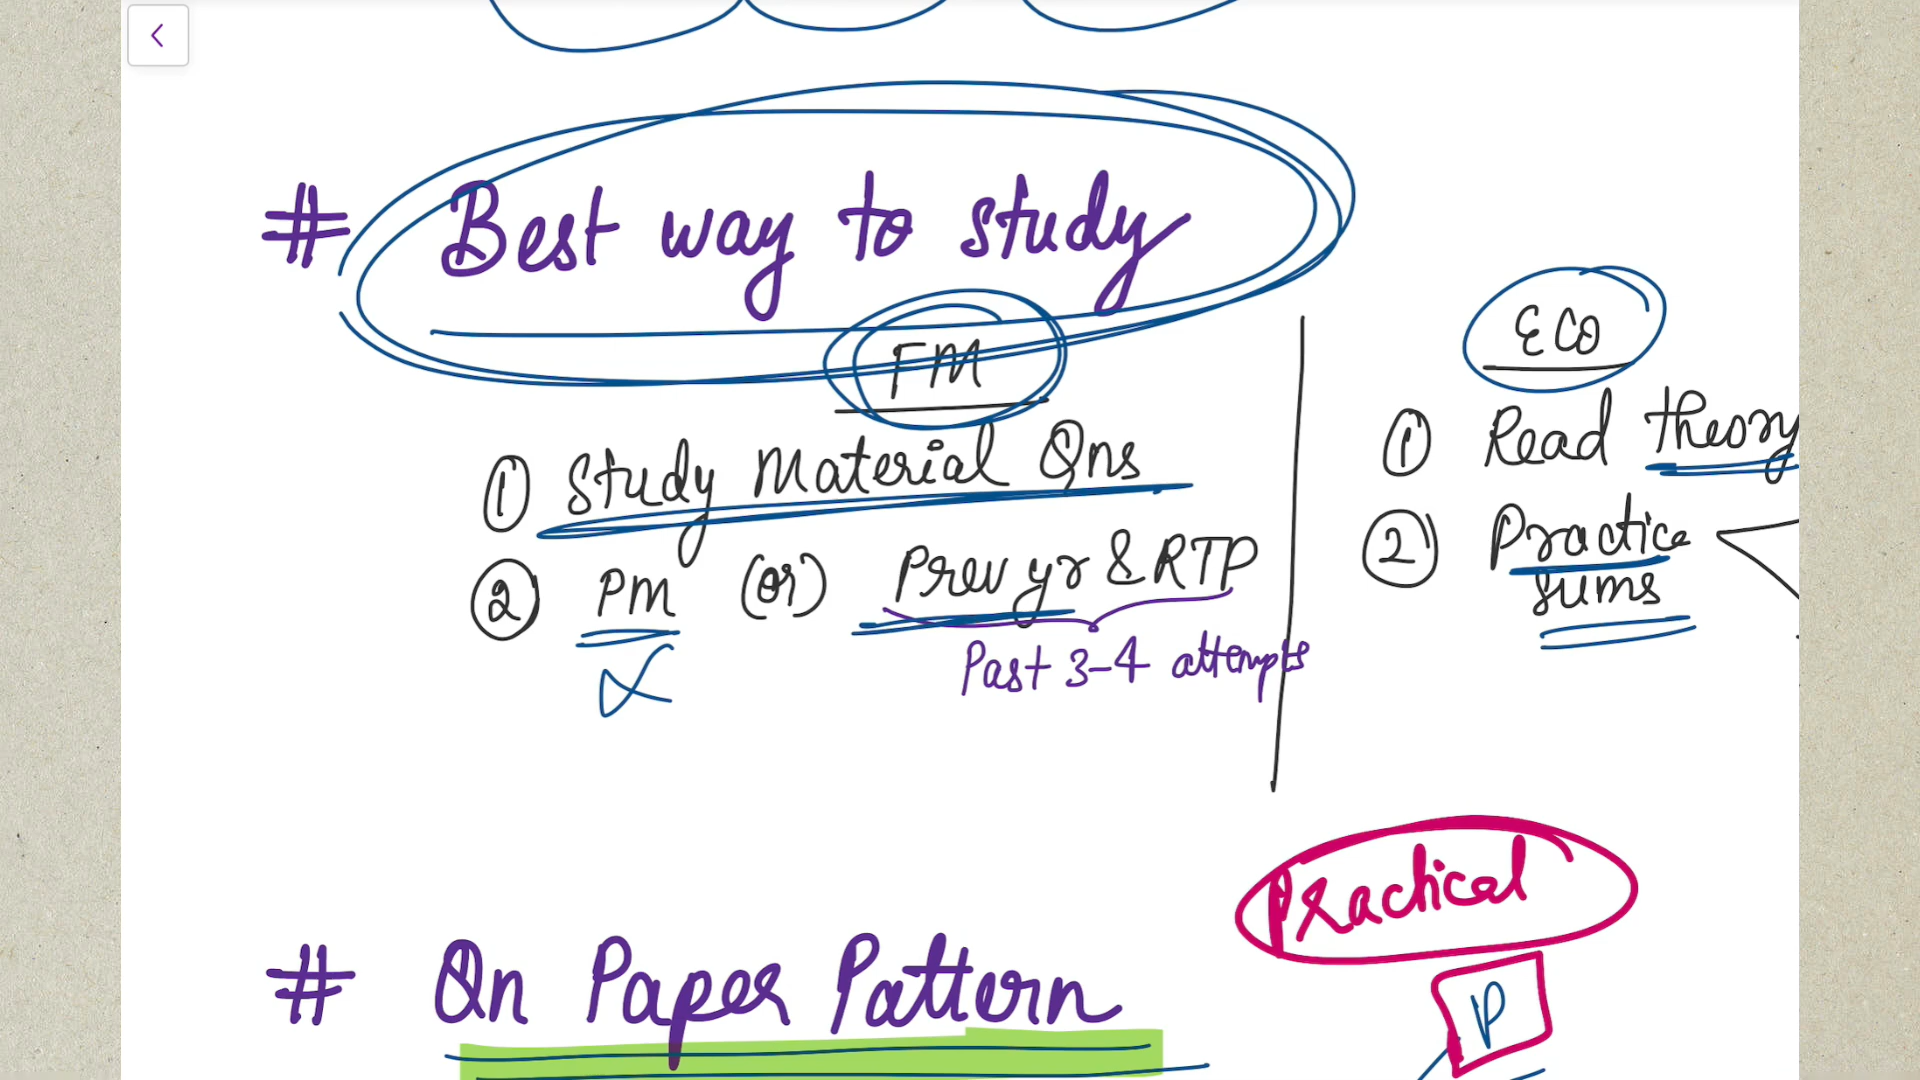 # Best way to study
FM
① Study Material Qns
② PM (or) Prev yr & RTP
Past 3-4 attempts
ECO
① Read theory
② Practice
sums
Practical
P
# Qn Paper Pattern